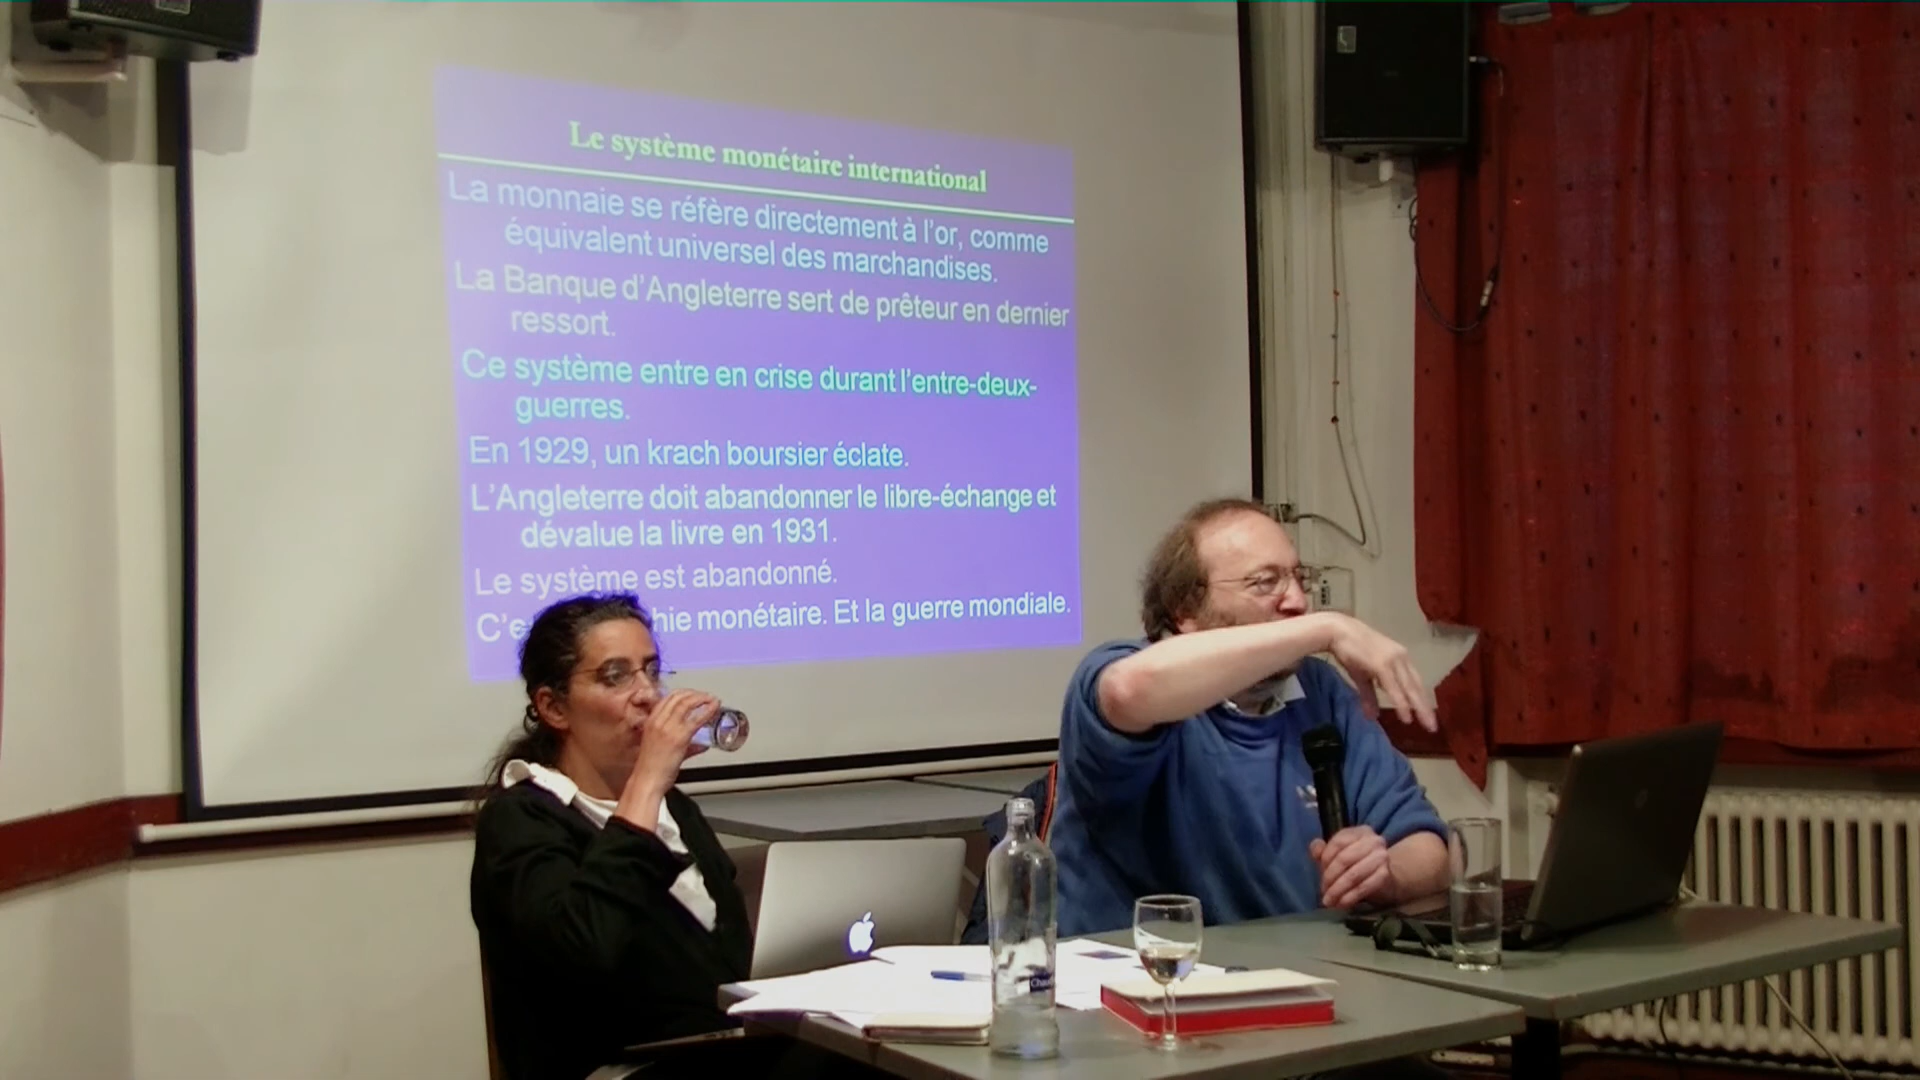 Le système monétaire international
La monnaie se réfère directement à l'or, comme
équivalent universel des marchandises.
La Banque d'Angleterre sert de prêteur en dernier
ressort.
Ce système entre en crise durant l'entre-deux-
guerres.
En 1929, un krach boursier éclate.
L'Angleterre doit abandonner le libre-échange et
dévalue la livre en 1931.
Le système est abandonné.
monétaire. Et la guerre mondiale.